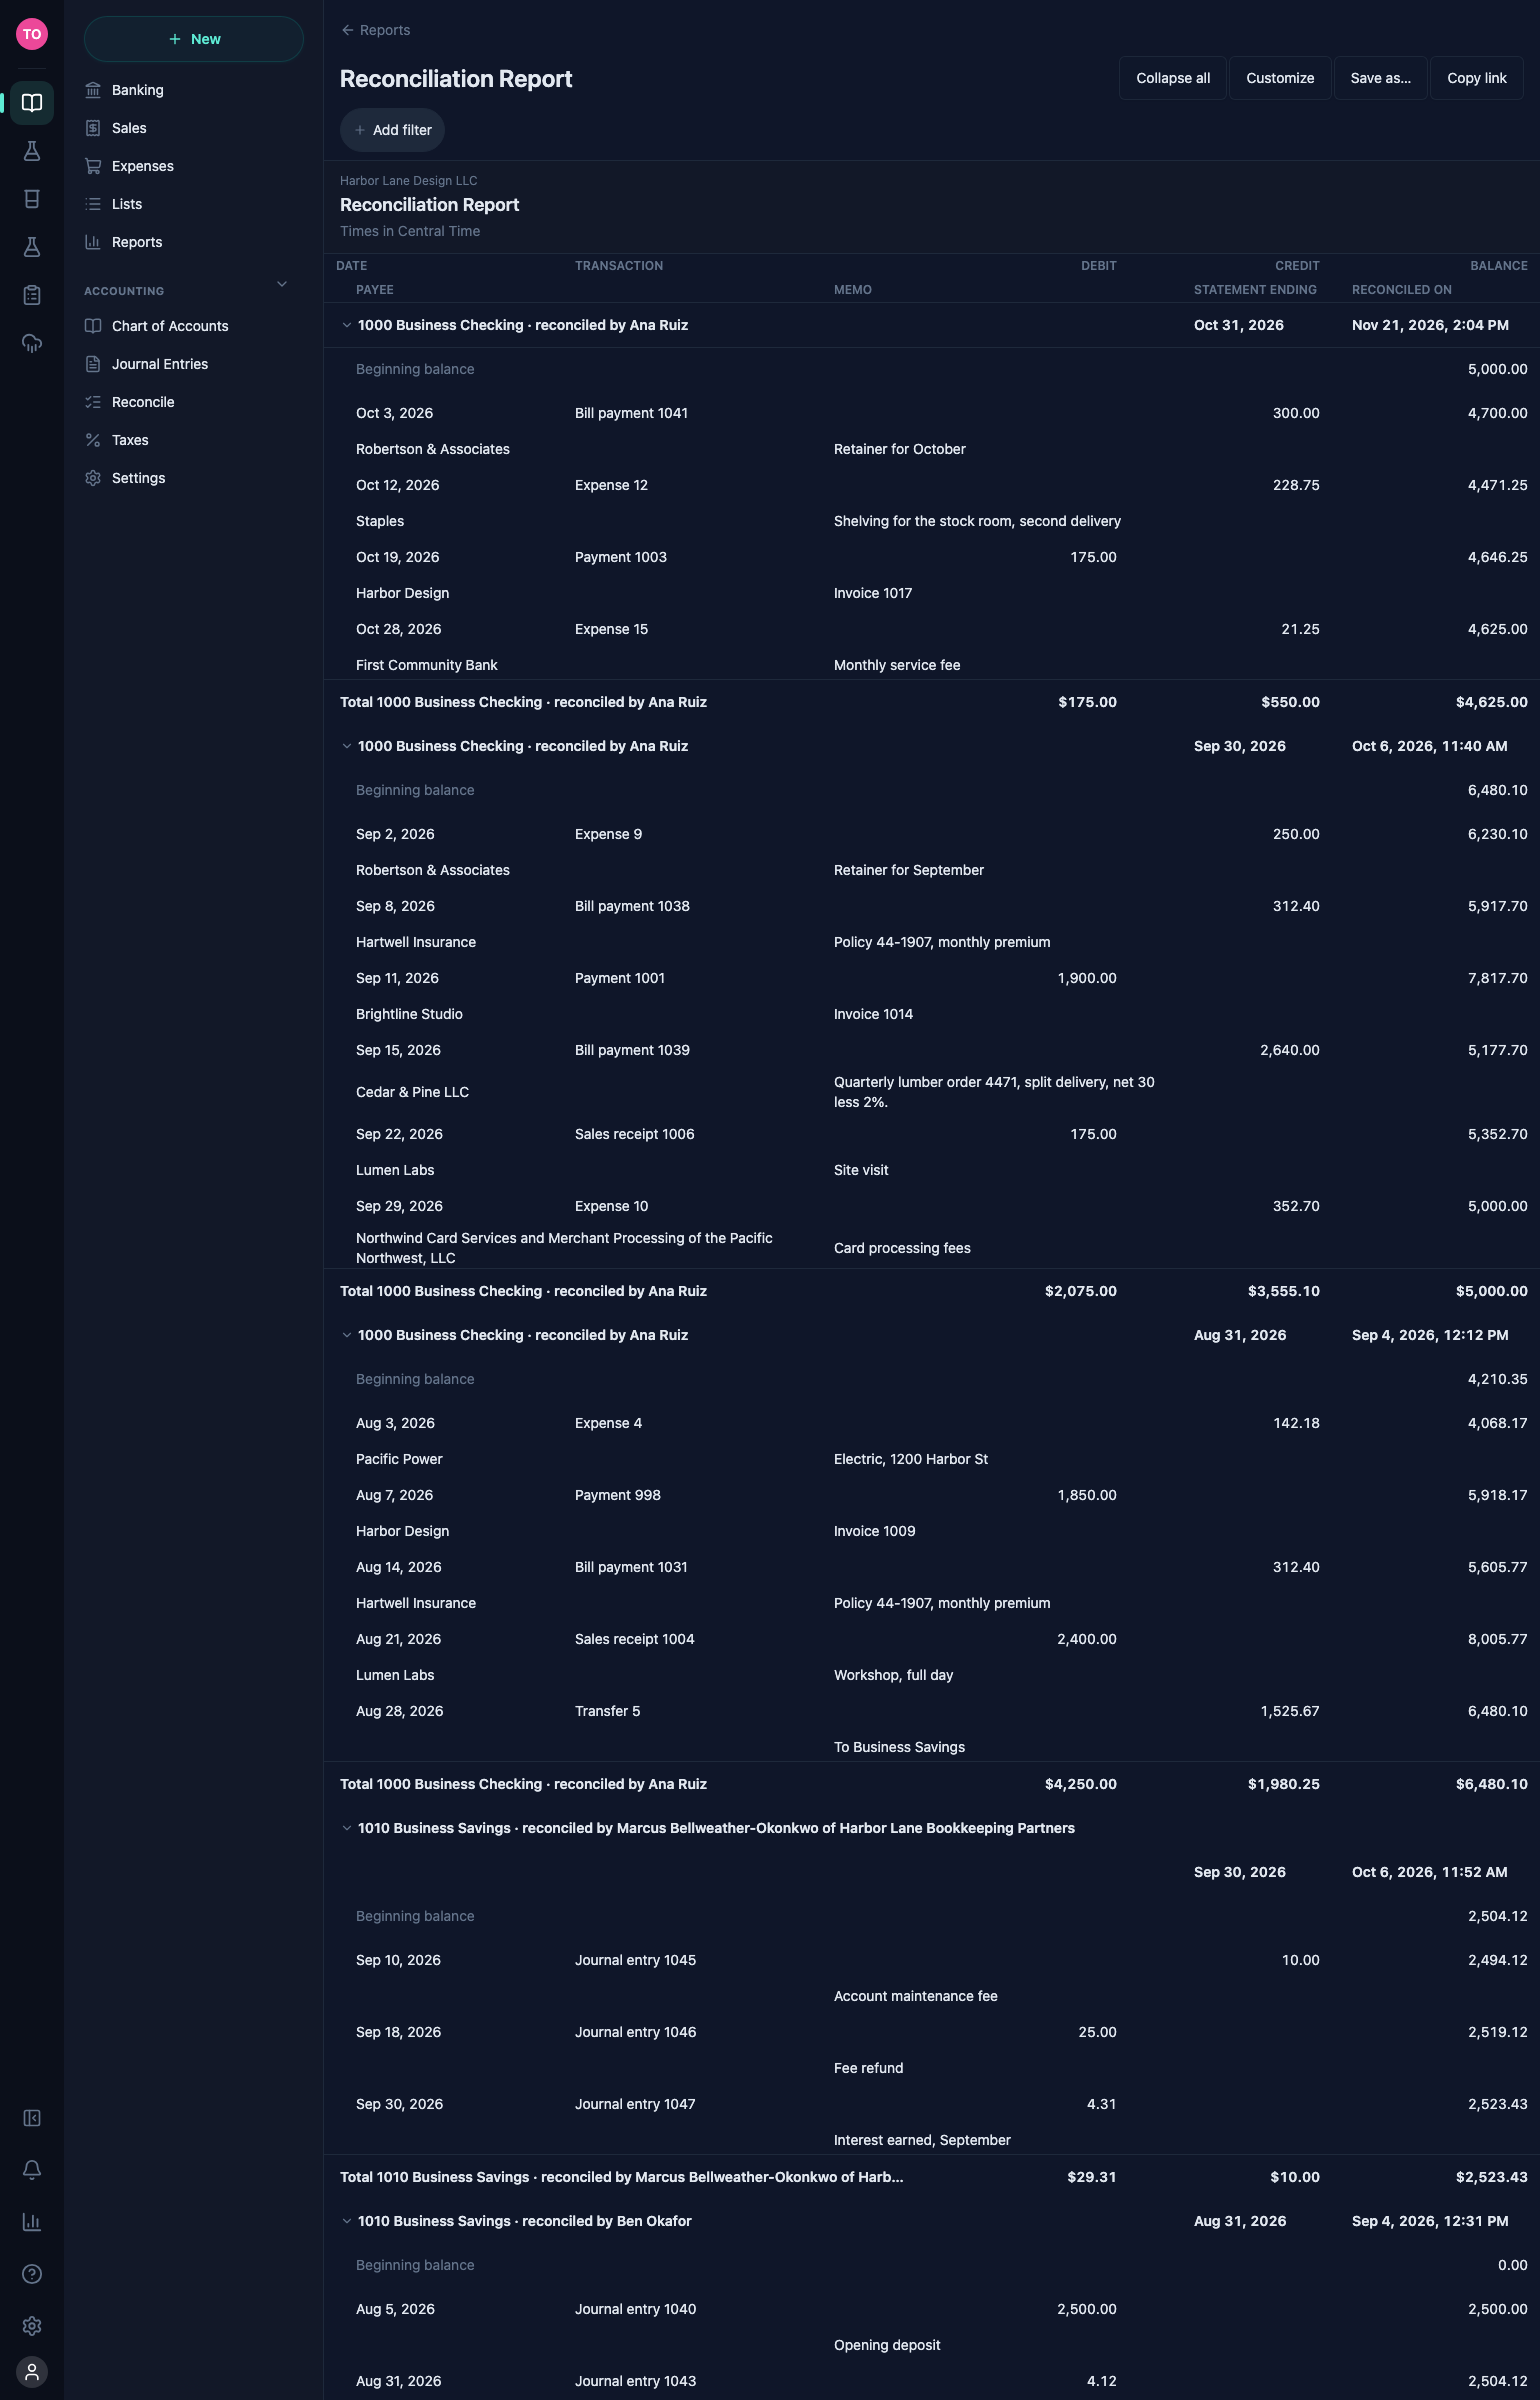 TO
New
Banking
Sales
Expenses
Lists
Reports
ACCOUNTING
Chart of Accounts
Journal Entries
Reconcile
Taxes
Settings
Reports
Reconciliation Report
Collapse all
Customize
Save as...
Copy link
Add filter
Harbor Lane Design LLC
Reconciliation Report
Times in Central Time
DATE TRANSACTION DEBIT CREDIT BALANCE
PAYEE MEMO STATEMENT ENDING RECONCILED ON
1000 Business Checking · reconciled by Ana Ruiz Oct 31, 2026 Nov 21, 2026, 2:04 PM
Beginning balance 5,000.00
Oct 3, 2026 Bill payment 1041 300.00 4,700.00
Robertson & Associates Retainer for October
Oct 12, 2026 Expense 12 228.75 4,471.25
Staples Shelving for the stock room, second delivery
Oct 19, 2026 Payment 1003 175.00 4,646.25
Harbor Design Invoice 1017
Oct 28, 2026 Expense 15 21.25 4,625.00
First Community Bank Monthly service fee
Total 1000 Business Checking · reconciled by Ana Ruiz $175.00 $550.00 $4,625.00
1000 Business Checking · reconciled by Ana Ruiz Sep 30, 2026 Oct 6, 2026, 11:40 AM
Beginning balance 6,480.10
Sep 2, 2026 Expense 9 250.00 6,230.10
Robertson & Associates Retainer for September
Sep 8, 2026 Bill payment 1038 312.40 5,917.70
Hartwell Insurance Policy 44-1907, monthly premium
Sep 11, 2026 Payment 1001 1,900.00 7,817.70
Brightline Studio Invoice 1014
Sep 15, 2026 Bill payment 1039 2,640.00 5,177.70
Cedar & Pine LLC Quarterly lumber order 4471, split delivery, net 30
less 2%.
Sep 22, 2026 Sales receipt 1006 175.00 5,352.70
Lumen Labs Site visit
Sep 29, 2026 Expense 10 352.70 5,000.00
Northwind Card Services and Merchant Processing of the Pacific
Northwest, LLC Card processing fees
Total 1000 Business Checking · reconciled by Ana Ruiz $2,075.00 $3,555.10 $5,000.00
1000 Business Checking · reconciled by Ana Ruiz Aug 31, 2026 Sep 4, 2026, 12:12 PM
Beginning balance 4,210.35
Aug 3, 2026 Expense 4 142.18 4,068.17
Pacific Power Electric, 1200 Harbor St
Aug 7, 2026 Payment 998 1,850.00 5,918.17
Harbor Design Invoice 1009
Aug 14, 2026 Bill payment 1031 312.40 5,605.77
Hartwell Insurance Policy 44-1907, monthly premium
Aug 21, 2026 Sales receipt 1004 2,400.00 8,005.77
Lumen Labs Workshop, full day
Aug 28, 2026 Transfer 5 1,525.67 6,480.10
To Business Savings
Total 1000 Business Checking · reconciled by Ana Ruiz $4,250.00 $1,980.25 $6,480.10
1010 Business Savings · reconciled by Marcus Bellweather-Okonkwo of Harbor Lane Bookkeeping Partners
Sep 30, 2026 Oct 6, 2026, 11:52 AM
Beginning balance 2,504.12
Sep 10, 2026 Journal entry 1045 10.00 2,494.12
Account maintenance fee
Sep 18, 2026 Journal entry 1046 25.00 2,519.12
Fee refund
Sep 30, 2026 Journal entry 1047 4.31 2,523.43
Interest earned, September
Total 1010 Business Savings · reconciled by Marcus Bellweather-Okonkwo of Harb... $29.31 $10.00 $2,523.43
1010 Business Savings · reconciled by Ben Okafor Aug 31, 2026 Sep 4, 2026, 12:31 PM
Beginning balance 0.00
Aug 5, 2026 Journal entry 1040 2,500.00 2,500.00
Opening deposit
Aug 31, 2026 Journal entry 1043 4.12 2,504.12